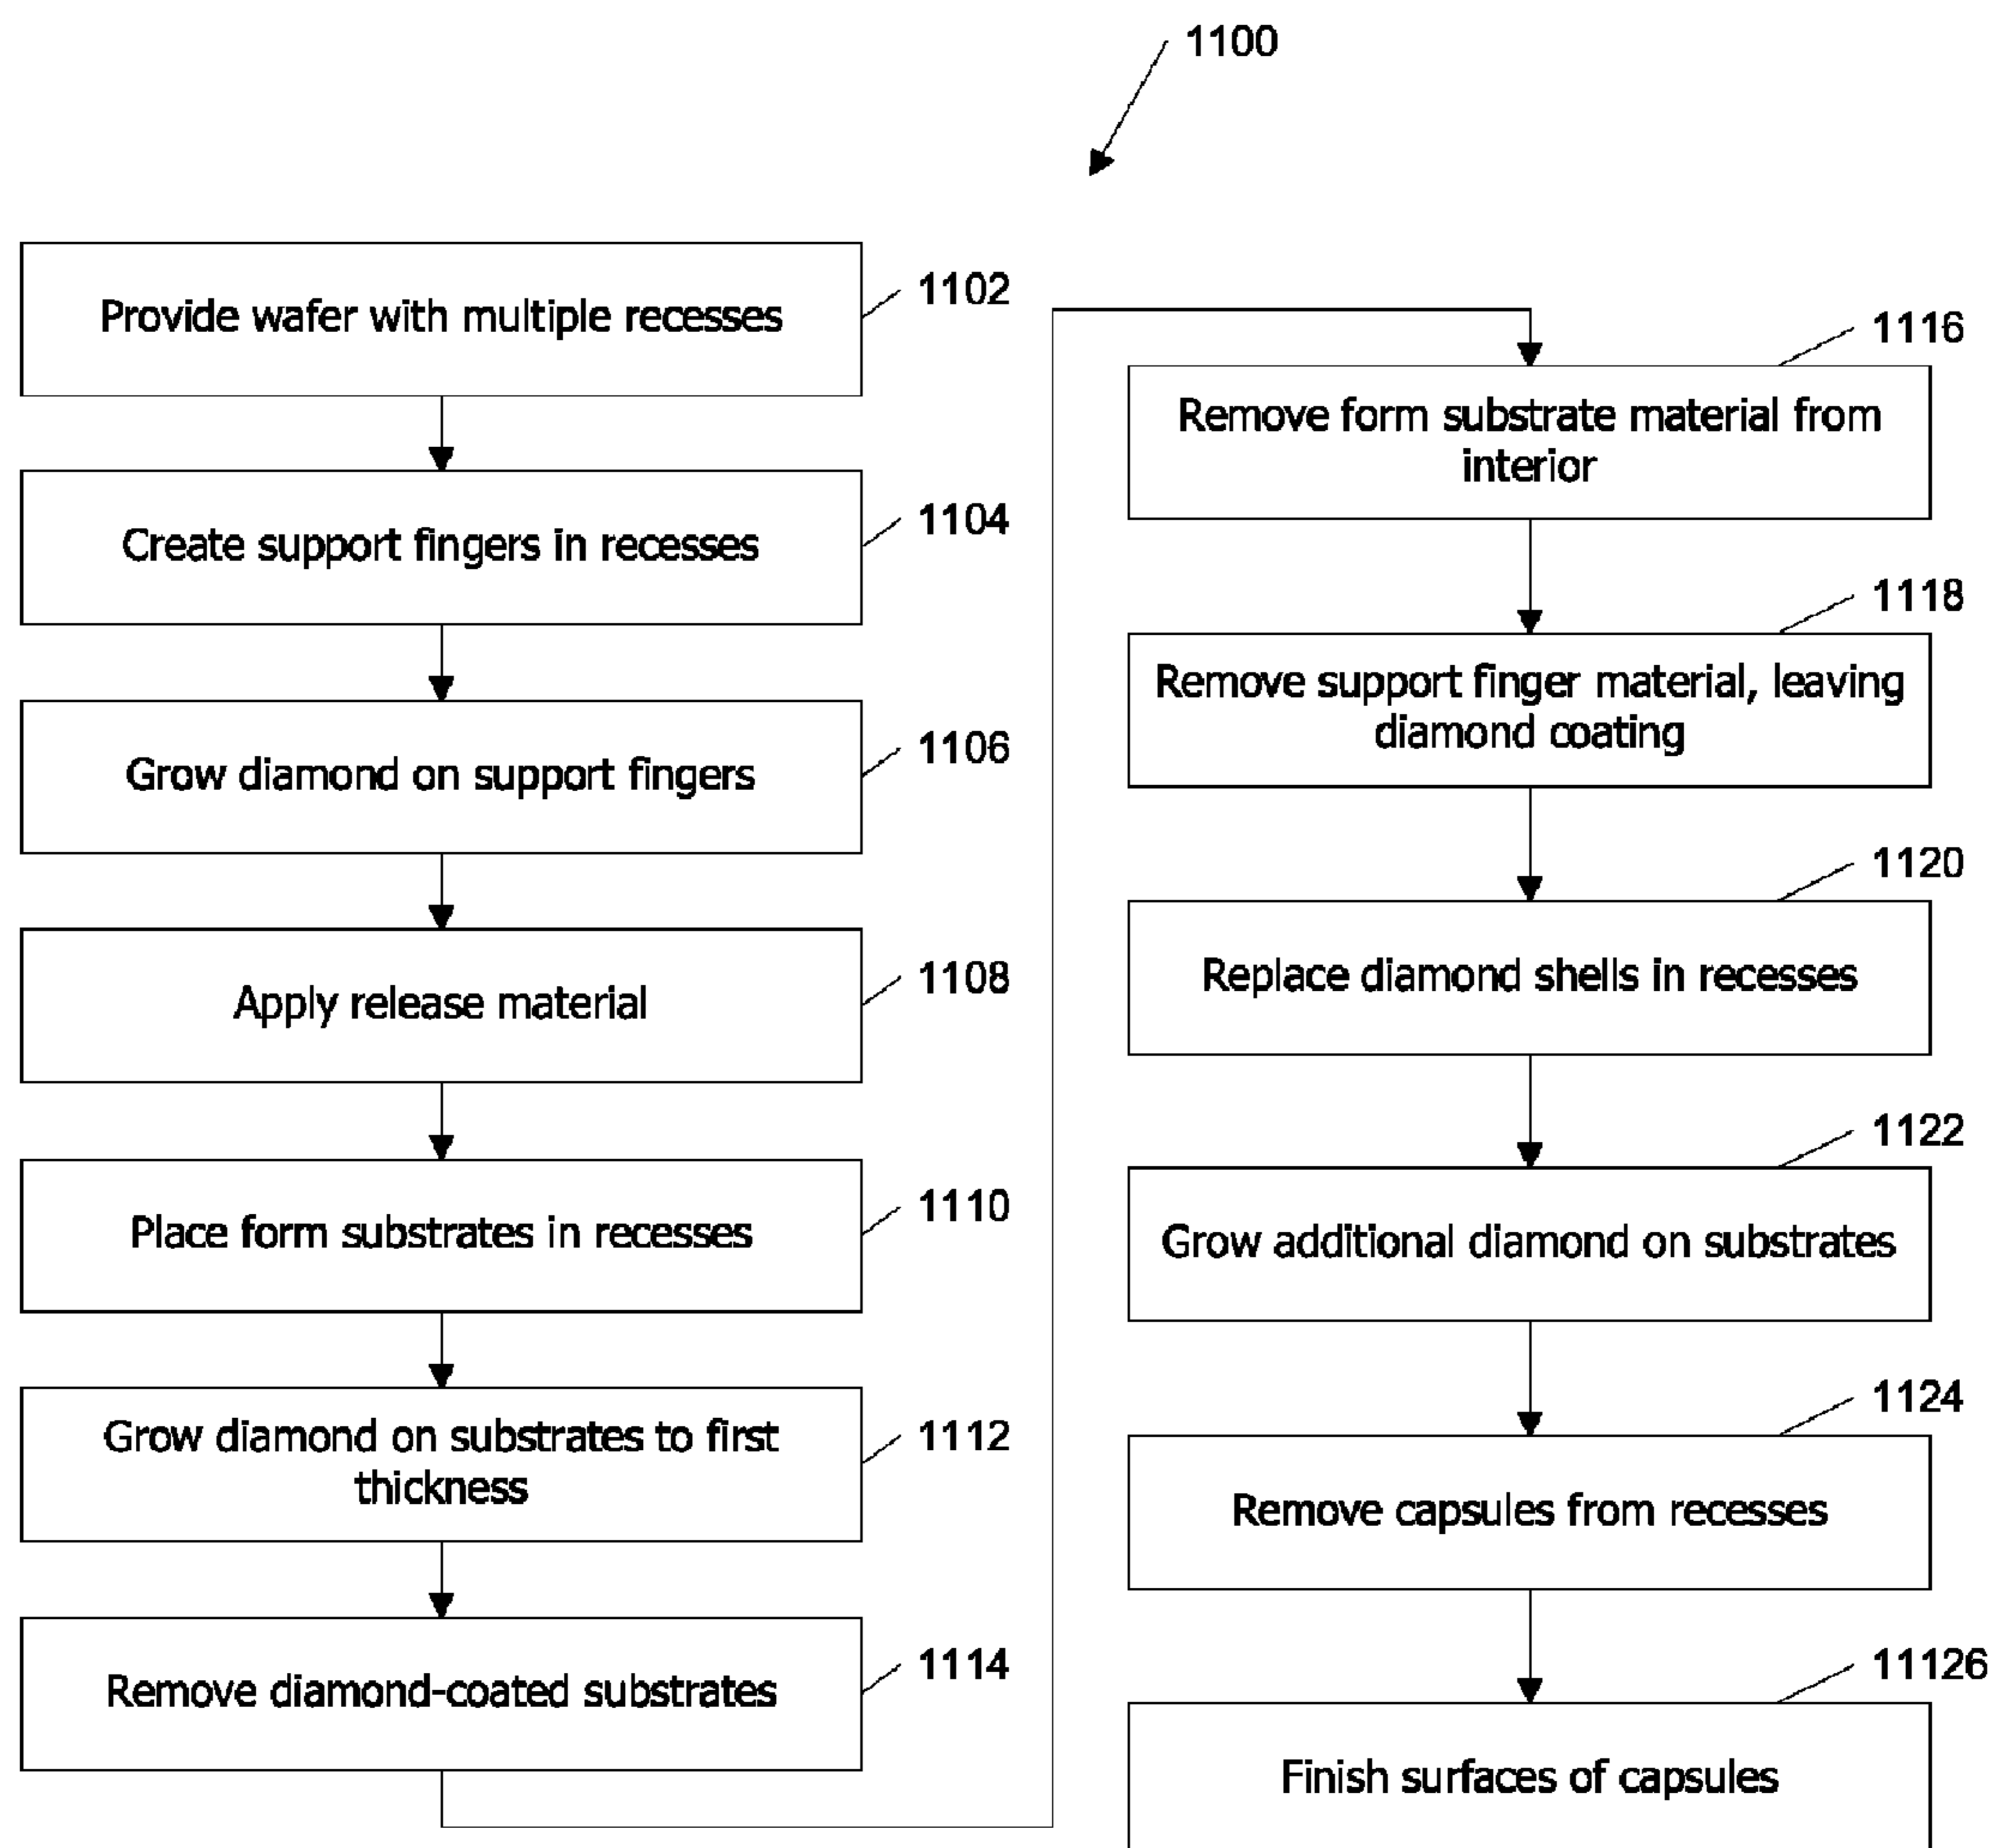 1100
Provide wafer with multiple recesses
1102
Create support fingers in recesses
1104
Grow diamond on support fingers
1106
Apply release material
1108
Place form substrates in recesses
1110
Grow diamond on substrates to first
thickness
1112
Remove diamond-coated substrates
1114
Remove form substrate material from
interior
1116
Remove support finger material, leaving
diamond coating
1118
Replace diamond shells in recesses
1120
Grow additional diamond on substrates
1122
Remove capsules from recesses
1124
Finish surfaces of capsules
11126